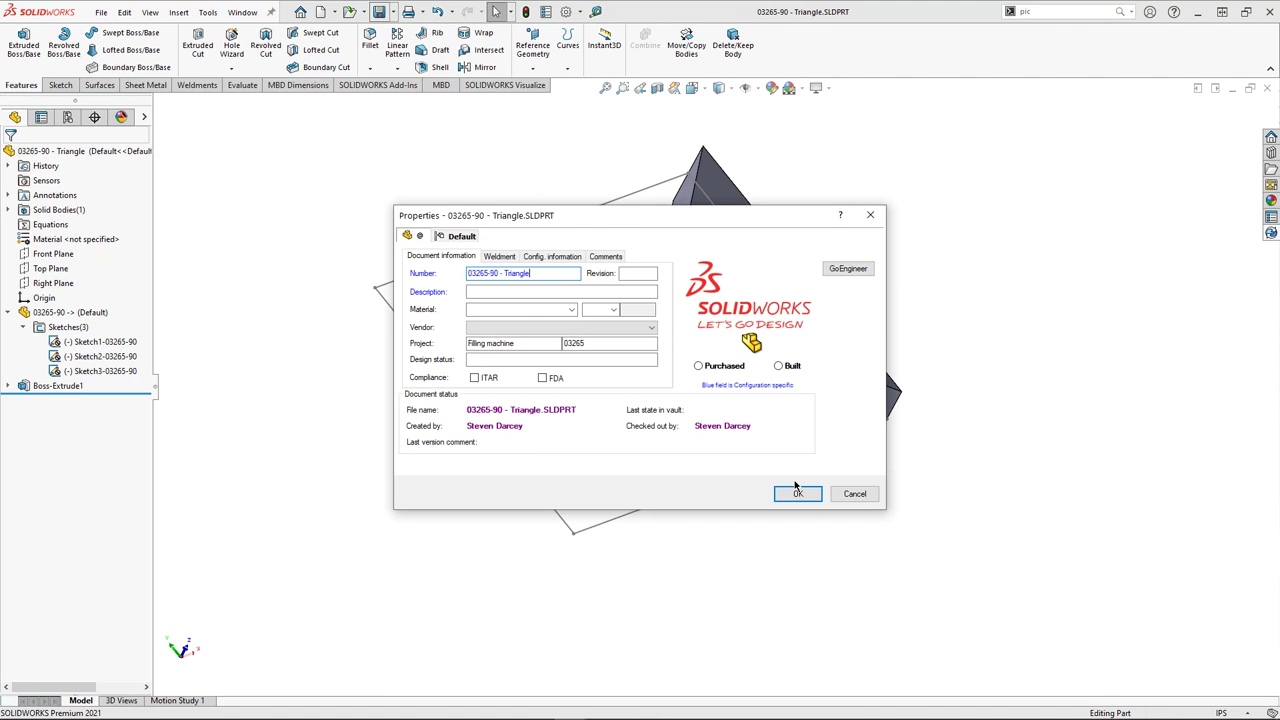 SOLIDWORKS File Edit View Insert Tools Window 03265-90 - Triangle.SLDPRT pic
Extruded Boss/Base Revolved Boss/Base Swept Boss/Base Lofted Boss/Base Boundary Boss/Base Extruded Cut Hole Wizard Revolved Cut Swept Cut Lofted Cut Boundary Cut Fillet Linear Pattern Rib Draft Shell Wrap Intersect Mirror Reference Geometry Curves Instant3D Combine Move/Copy Bodies Delete/Keep Body
Features Sketch Surfaces Sheet Metal Weldments Evaluate MBD Dimensions SOLIDWORKS Add-Ins MBD SOLIDWORKS Visualize
03265-90 - Triangle (Default<<Default
History
Sensors
Annotations
Solid Bodies(1)
Equations
Material <not specified>
Front Plane
Top Plane
Right Plane
Origin
03265-90 -> (Default)
Sketches(3)
(-) Sketch1-03265-90
(-) Sketch2-03265-90
(-) Sketch3-03265-90
Boss-Extrude1
Properties - 03265-90 - Triangle.SLDPRT ?
Default
Document information Weldment Config. information Comments
Number: 03265-90 - Triangle Revision: GoEngineer
Description:
Material:
Vendor:
Project: Filling machine 03265
Design status:
Compliance: ITAR FDA
SOLIDWORKS
LET'S GO DESIGN
Purchased Built
Blue field is Configuration specific
Document status
File name: 03265-90 - Triangle.SLDPRT Last state in vault:
Created by: Steven Darcey Checked out by: Steven Darcey
Last version comment:
OK Cancel
Y Z X
Model 3D Views Motion Study 1
SOLIDWORKS Premium 2021 Editing Part IPS